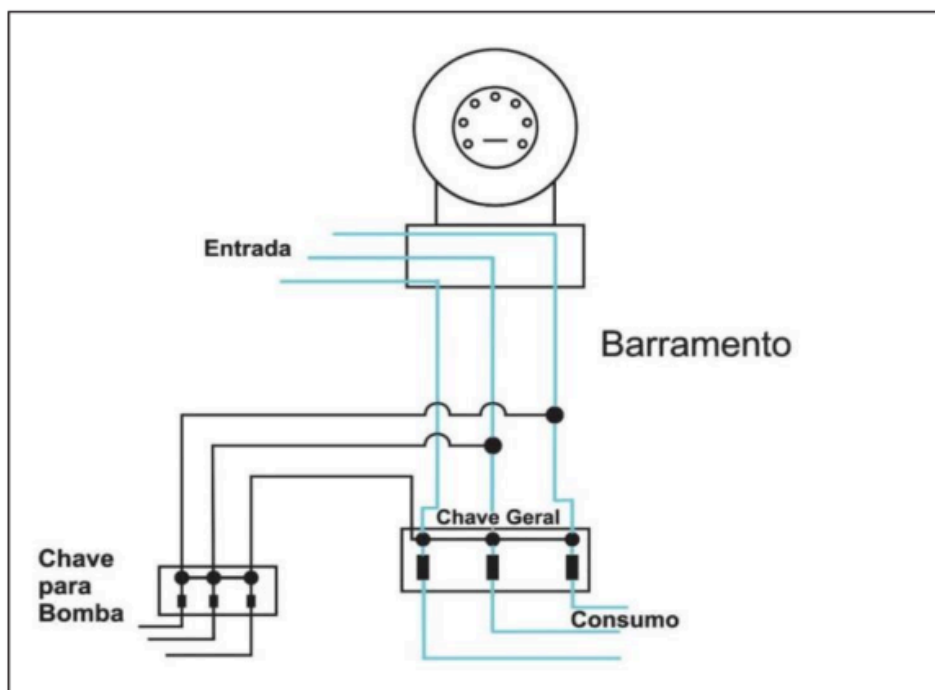 Entrada
Barramento
Chave Geral
Chave
para
Bomba
Consumo